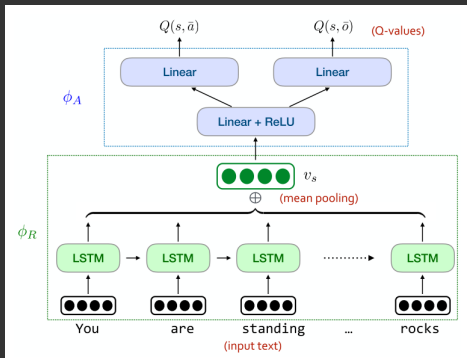 Q(s, ā) Q(s, ō) (Q-values)
Linear Linear
ϕ_A
Linear + ReLU
v_s
⊕ (mean pooling)
ϕ_R
LSTM LSTM LSTM LSTM
You are standing … rocks
(input text)